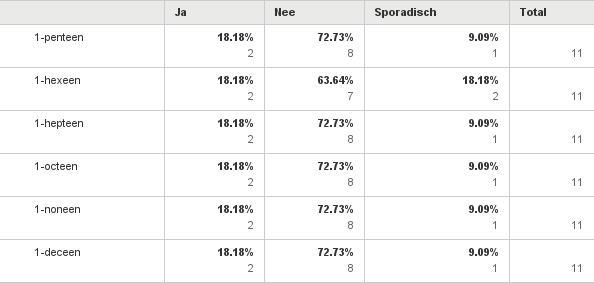 Ja Nee Sporadisch Total
1-penteen 18.18% 72.73% 9.09%
2 8 1 11
1-hexeen 18.18% 63.64% 18.18%
2 7 2 11
1-hepteen 18.18% 72.73% 9.09%
2 8 1 11
1-octeen 18.18% 72.73% 9.09%
2 8 1 11
1-noneen 18.18% 72.73% 9.09%
2 8 1 11
1-deceen 18.18% 72.73% 9.09%
2 8 1 11